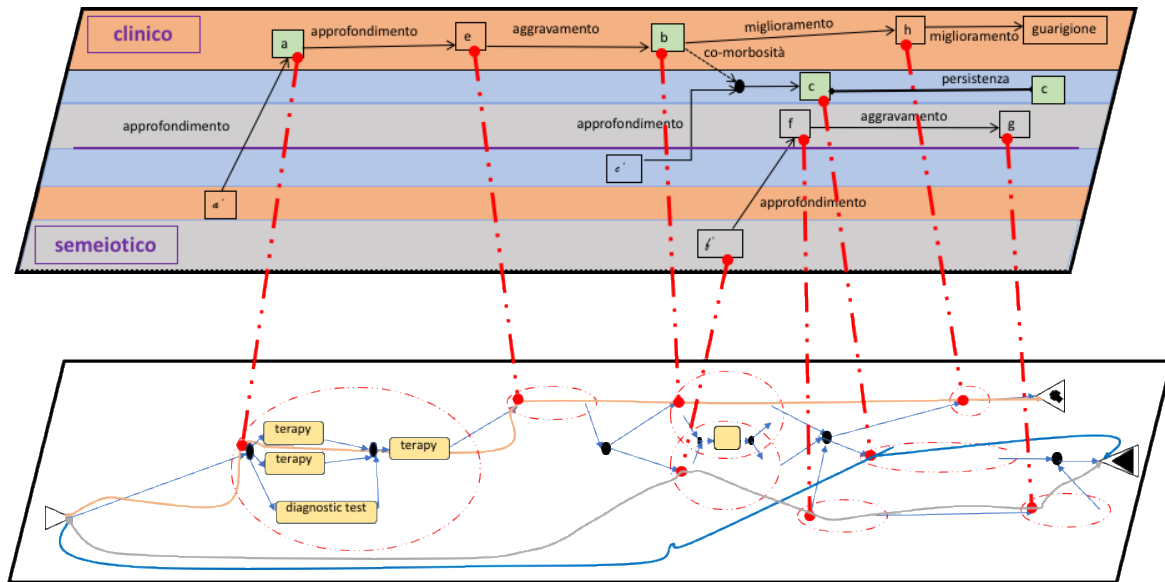 clinico
approfondimento
aggravamento
miglioramento
miglioramento
guarigione
a
e
b
h
co-morbosità
persistenza
c
c
approfondimento
approfondimento
f
aggravamento
g
c´
a´
approfondimento
semeiotico
f´
terapy
terapy
terapy
diagnostic test